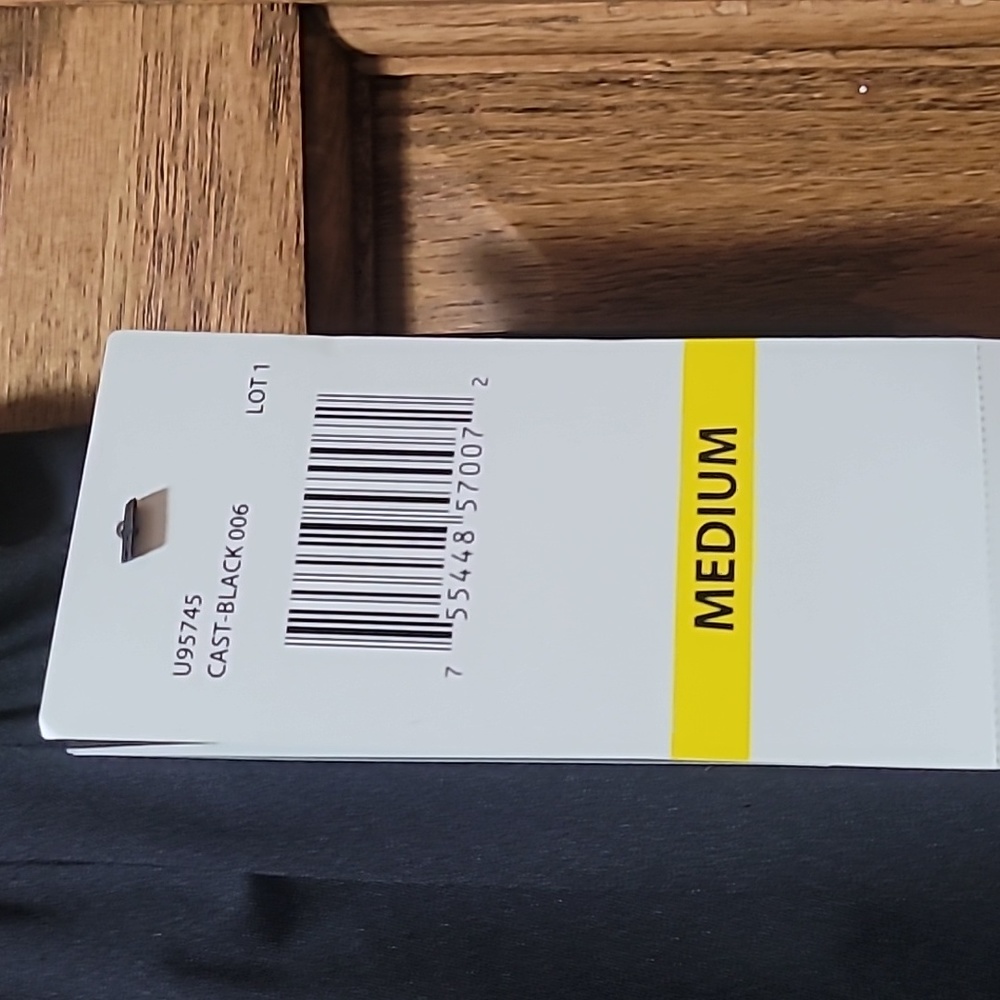 U95745
CAST-BLACK 006
LOT 1
7 55448 57007 2
MEDIUM